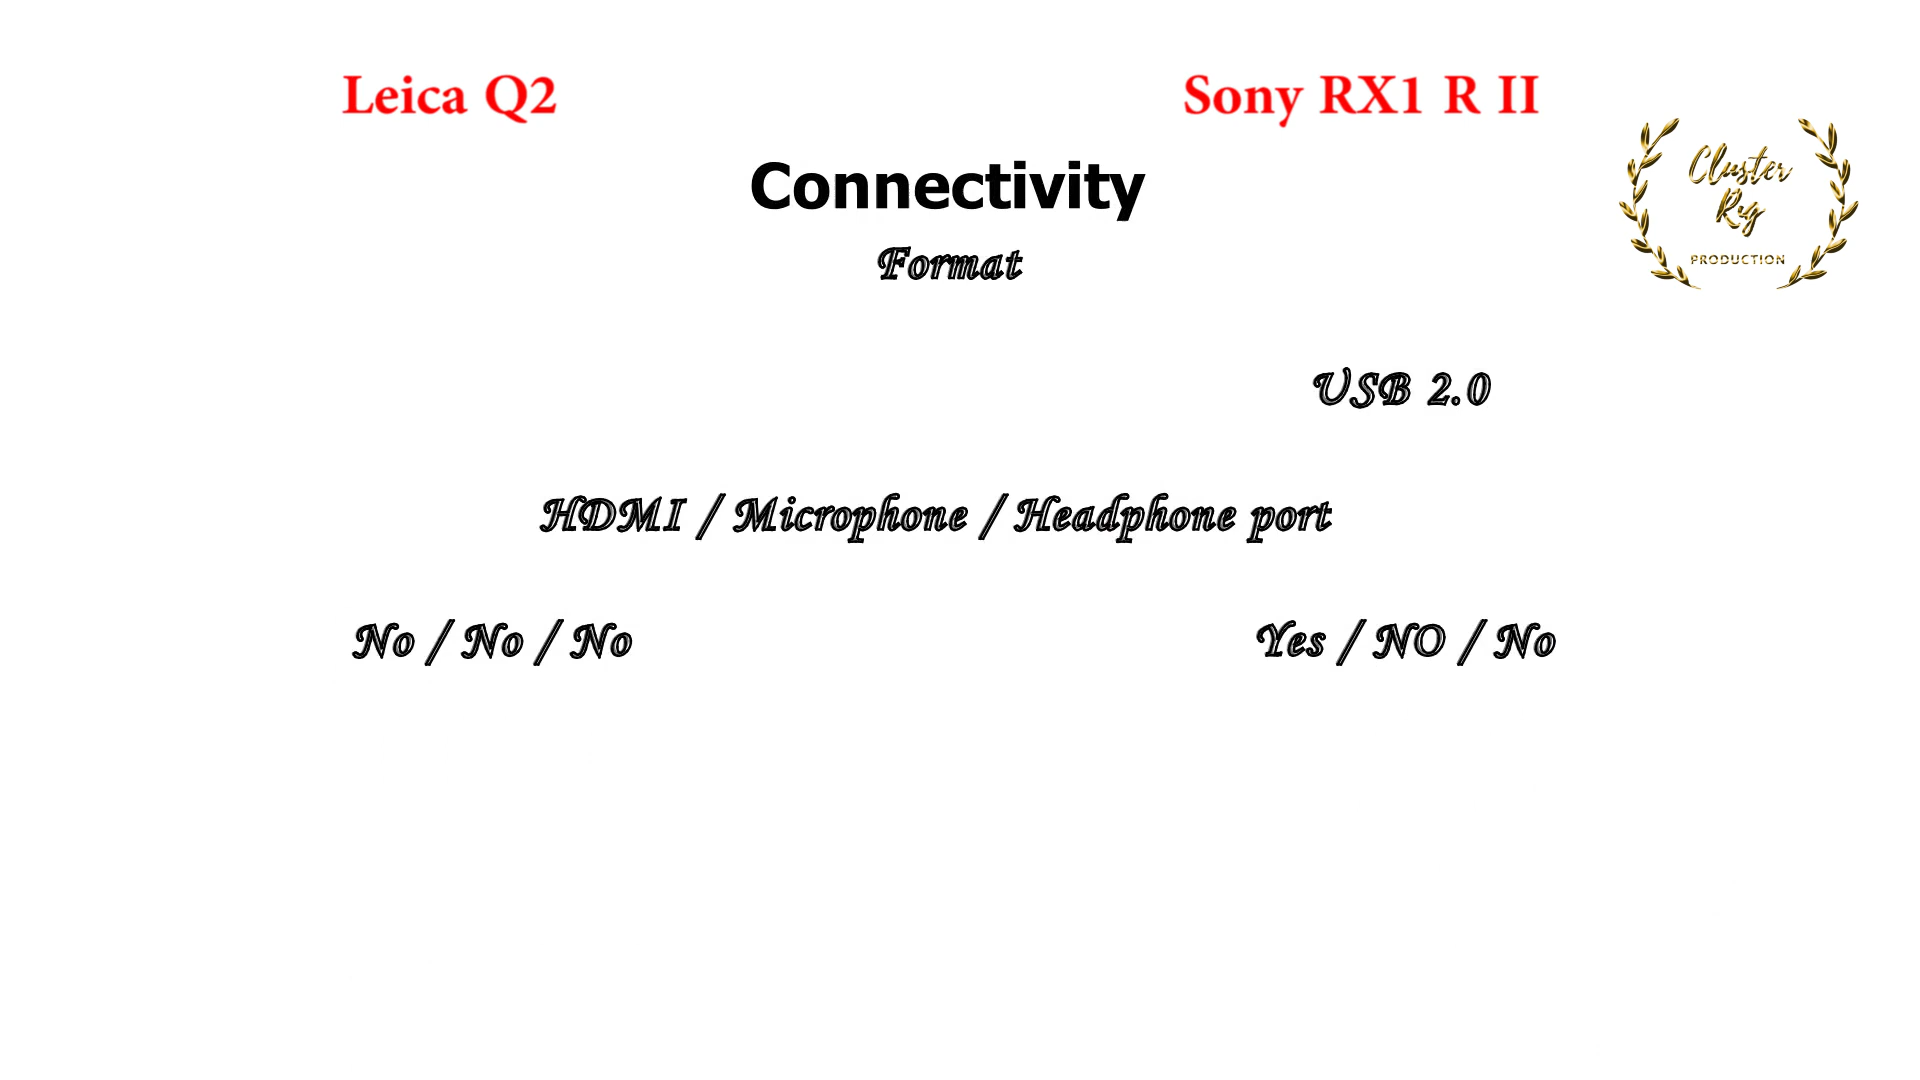 Leica Q2
Sony RX1 R II
Connectivity
Cluster
Rig
PRODUCTION
Format
USB 2.0
HDMI / Microphone / Headphone port
No / No / No
Yes / NO / No